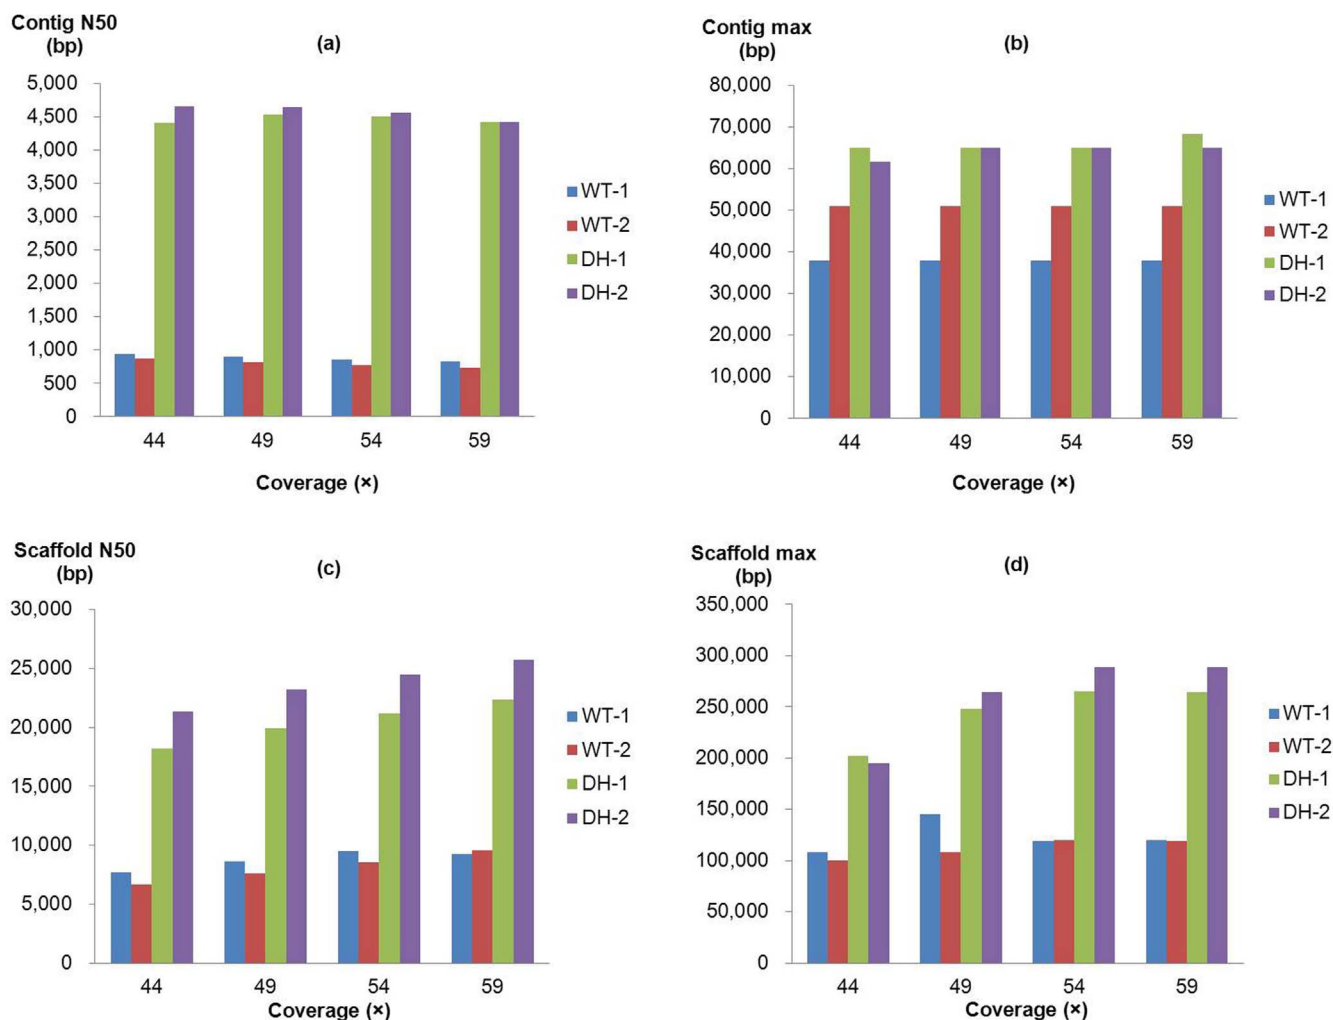 Contig N50
(bp)
(a)
5,000
4,500
4,000
3,500
3,000
2,500
2,000
1,500
1,000
500
0
44 49 54 59
Coverage (×)
WT-1
WT-2
DH-1
DH-2
Contig max
(bp)
(b)
80,000
70,000
60,000
50,000
40,000
30,000
20,000
10,000
0
44 49 54 59
Coverage (×)
WT-1
WT-2
DH-1
DH-2
Scaffold N50
(bp)
(c)
30,000
25,000
20,000
15,000
10,000
5,000
0
44 49 54 59
Coverage (×)
WT-1
WT-2
DH-1
DH-2
Scaffold max
(bp)
(d)
350,000
300,000
250,000
200,000
150,000
100,000
50,000
0
44 49 54 59
Coverage (×)
WT-1
WT-2
DH-1
DH-2